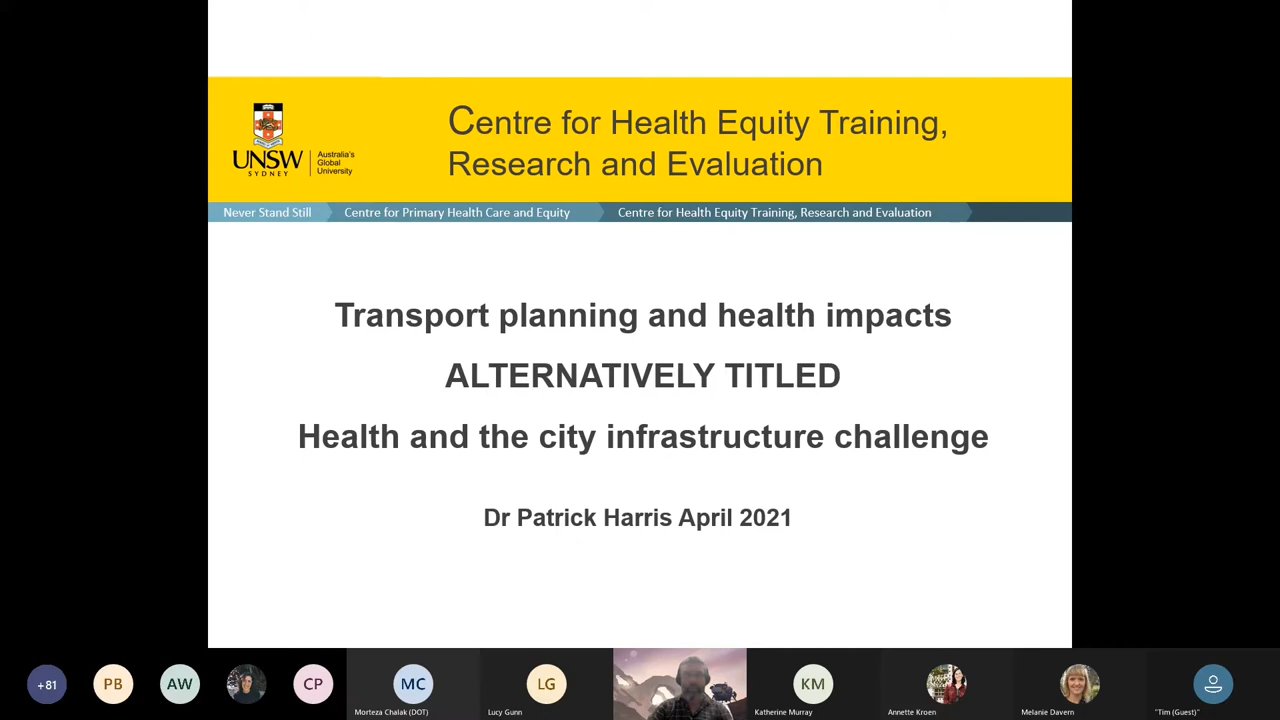 Centre for Health Equity Training,
Research and Evaluation
UNSW
SYDNEY
Australia's
Global
University
Never Stand Still
Centre for Primary Health Care and Equity
Centre for Health Equity Training, Research and Evaluation
Transport planning and health impacts
ALTERNATIVELY TITLED
Health and the city infrastructure challenge
Dr Patrick Harris April 2021
+81
PB
AW
CP
MC
LG
KM
Morteza Chalak (DOT)
Lucy Gunn
Katherine Murray
Annette Kroen
Melanie Davern
"Tim (Guest)"